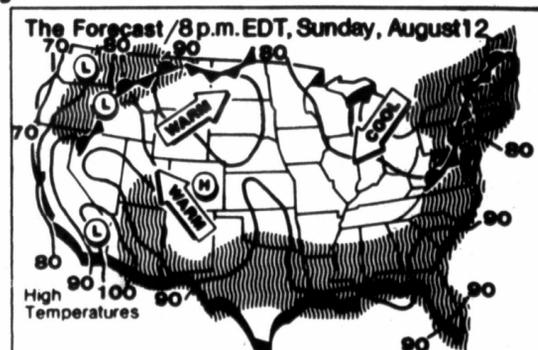 The Forecast/8 p.m. EDT, Sunday, August 12
70 80 90 80
L
L
WARM
COOL
70
80
H
WARM
L
90
80
90
100
90
90
90
High
Temperatures